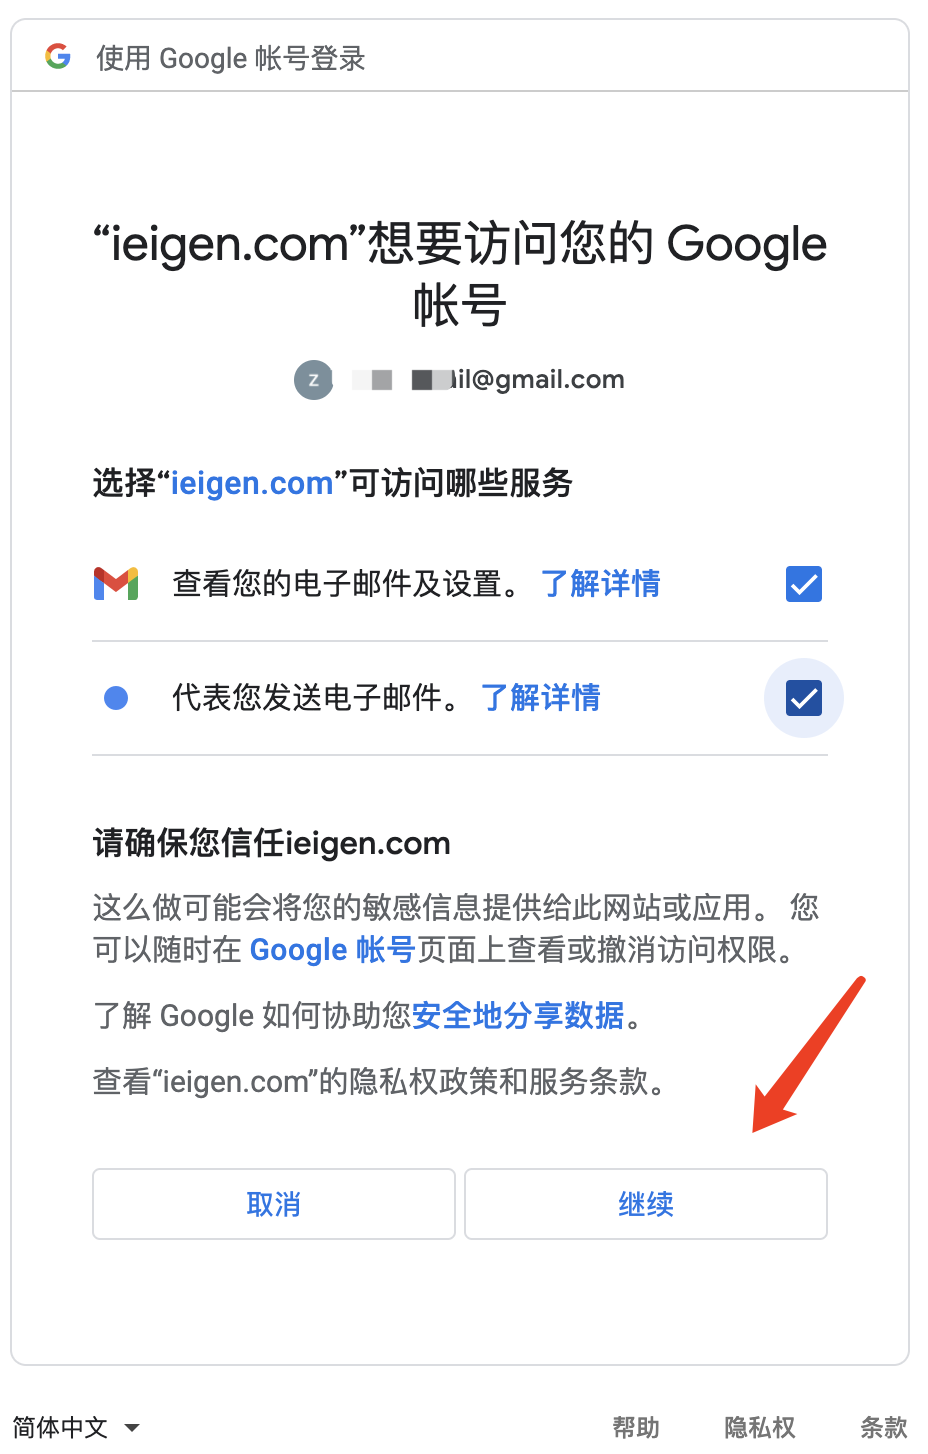 使用 Google 帐号登录
“ieigen.com”想要访问您的 Google
帐号
z
il@gmail.com
选择“ieigen.com”可访问哪些服务
查看您的电子邮件及设置。 了解详情
代表您发送电子邮件。 了解详情
请确保您信任ieigen.com
这么做可能会将您的敏感信息提供给此网站或应用。 您
可以随时在 Google 帐号页面上查看或撤消访问权限。
了解 Google 如何协助您安全地分享数据。
查看“ieigen.com”的隐私权政策和服务条款。
取消 继续
简体中文 帮助 隐私权 条款